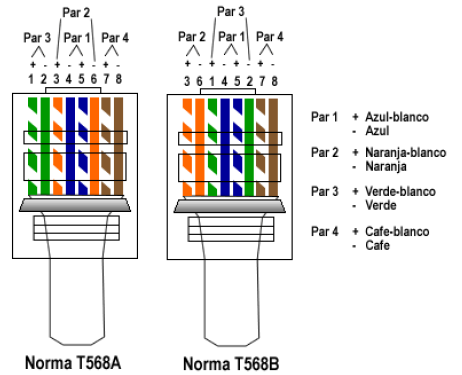 Par 2
Par 3 Par 1 Par 4
+ - + - + - + -
1 2 3 4 5 6 7 8
Norma T568A
Par 3
Par 2 Par 1 Par 4
+ - + - + - + -
3 6 1 4 5 2 7 8
Norma T568B
Par 1 + Azul-blanco
- Azul
Par 2 + Naranja-blanco
- Naranja
Par 3 + Verde-blanco
- Verde
Par 4 + Cafe-blanco
- Cafe